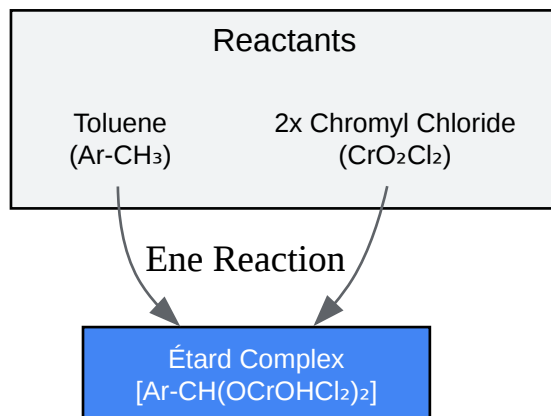 Reactants
Toluene
(Ar-CH₃)
2x Chromyl Chloride
(CrO₂Cl₂)
Ene Reaction
Étard Complex
[Ar-CH(OCrOHCl₂)₂]